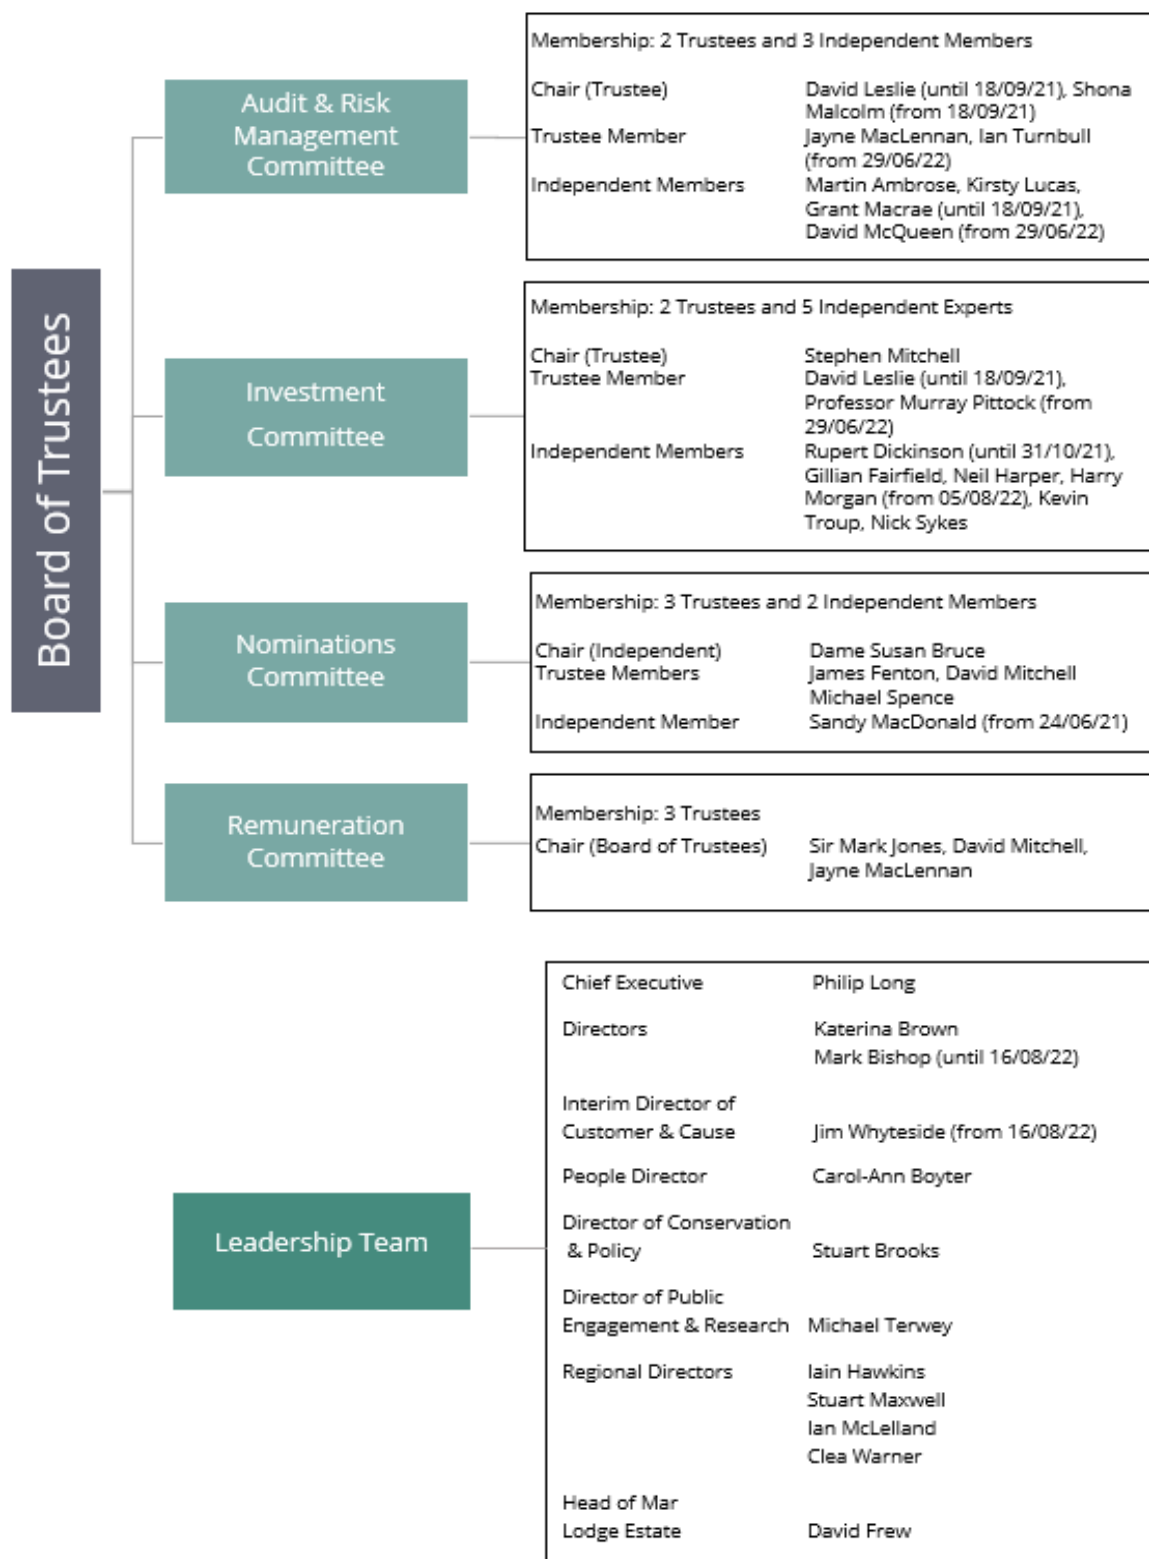 Board of Trustees
Audit & Risk
Management
Committee
Membership: 2 Trustees and 3 Independent Members
Chair (Trustee) David Leslie (until 18/09/21), Shona
Malcolm (from 18/09/21)
Trustee Member Jayne MacLennan, Ian Turnbull
(from 29/06/22)
Independent Members Martin Ambrose, Kirsty Lucas,
Grant Macrae (until 18/09/21),
David McQueen (from 29/06/22)
Investment
Committee
Membership: 2 Trustees and 5 Independent Experts
Chair (Trustee) Stephen Mitchell
Trustee Member David Leslie (until 18/09/21),
Professor Murray Pittock (from
29/06/22)
Independent Members Rupert Dickinson (until 31/10/21),
Gillian Fairfield, Neil Harper, Harry
Morgan (from 05/08/22), Kevin
Troup, Nick Sykes
Nominations
Committee
Membership: 3 Trustees and 2 Independent Members
Chair (Independent) Dame Susan Bruce
Trustee Members James Fenton, David Mitchell
Michael Spence
Independent Member Sandy MacDonald (from 24/06/21)
Remuneration
Committee
Membership: 3 Trustees
Chair (Board of Trustees) Sir Mark Jones, David Mitchell,
Jayne MacLennan
Leadership Team
Chief Executive Philip Long
Directors Katerina Brown
Mark Bishop (until 16/08/22)
Interim Director of
Customer & Cause Jim Whyteside (from 16/08/22)
People Director Carol-Ann Boyter
Director of Conservation
& Policy Stuart Brooks
Director of Public
Engagement & Research Michael Terwey
Regional Directors Iain Hawkins
Stuart Maxwell
Ian McLelland
Clea Warner
Head of Mar
Lodge Estate David Frew